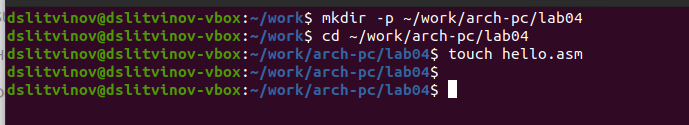 dslitvinov@dslitvinov-vbox:~/work$ mkdir -p ~/work/arch-pc/lab04
dslitvinov@dslitvinov-vbox:~/work$ cd ~/work/arch-pc/lab04
dslitvinov@dslitvinov-vbox:~/work/arch-pc/lab04$ touch hello.asm
dslitvinov@dslitvinov-vbox:~/work/arch-pc/lab04$
dslitvinov@dslitvinov-vbox:~/work/arch-pc/lab04$